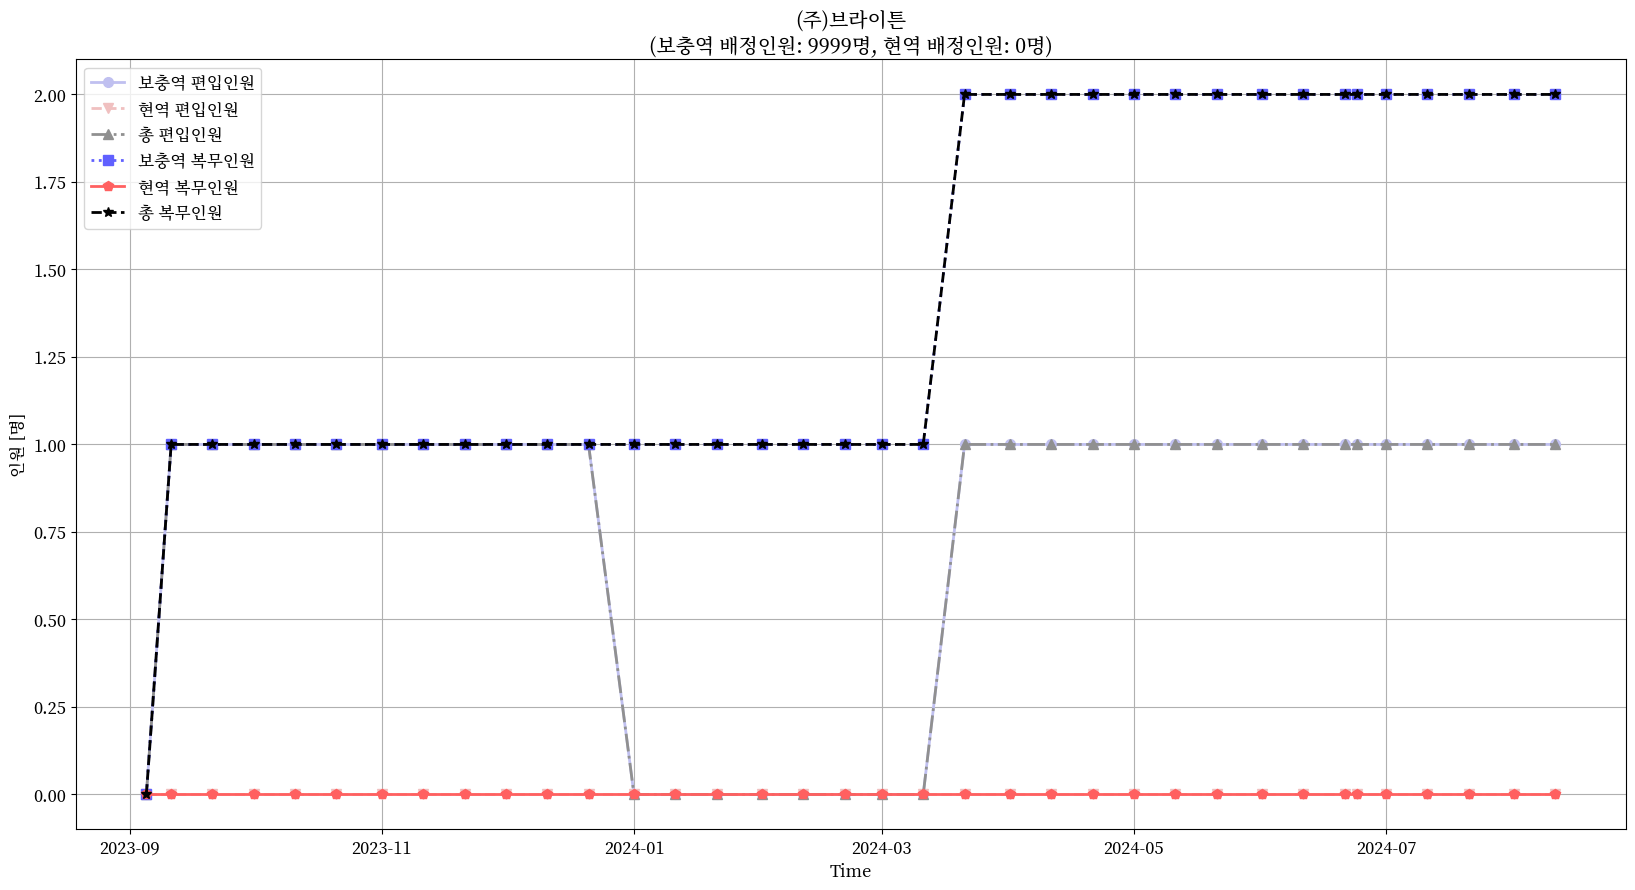 (주)브라이튼
(보충역 배정인원: 9999명, 현역 배정인원: 0명)
보충역 편입인원
현역 편입인원
총 편입인원
보충역 복무인원
현역 복무인원
총 복무인원
인원 [명]
2.00
1.75
1.50
1.25
1.00
0.75
0.50
0.25
0.00
2023-09
2023-11
2024-01
2024-03
2024-05
2024-07
Time